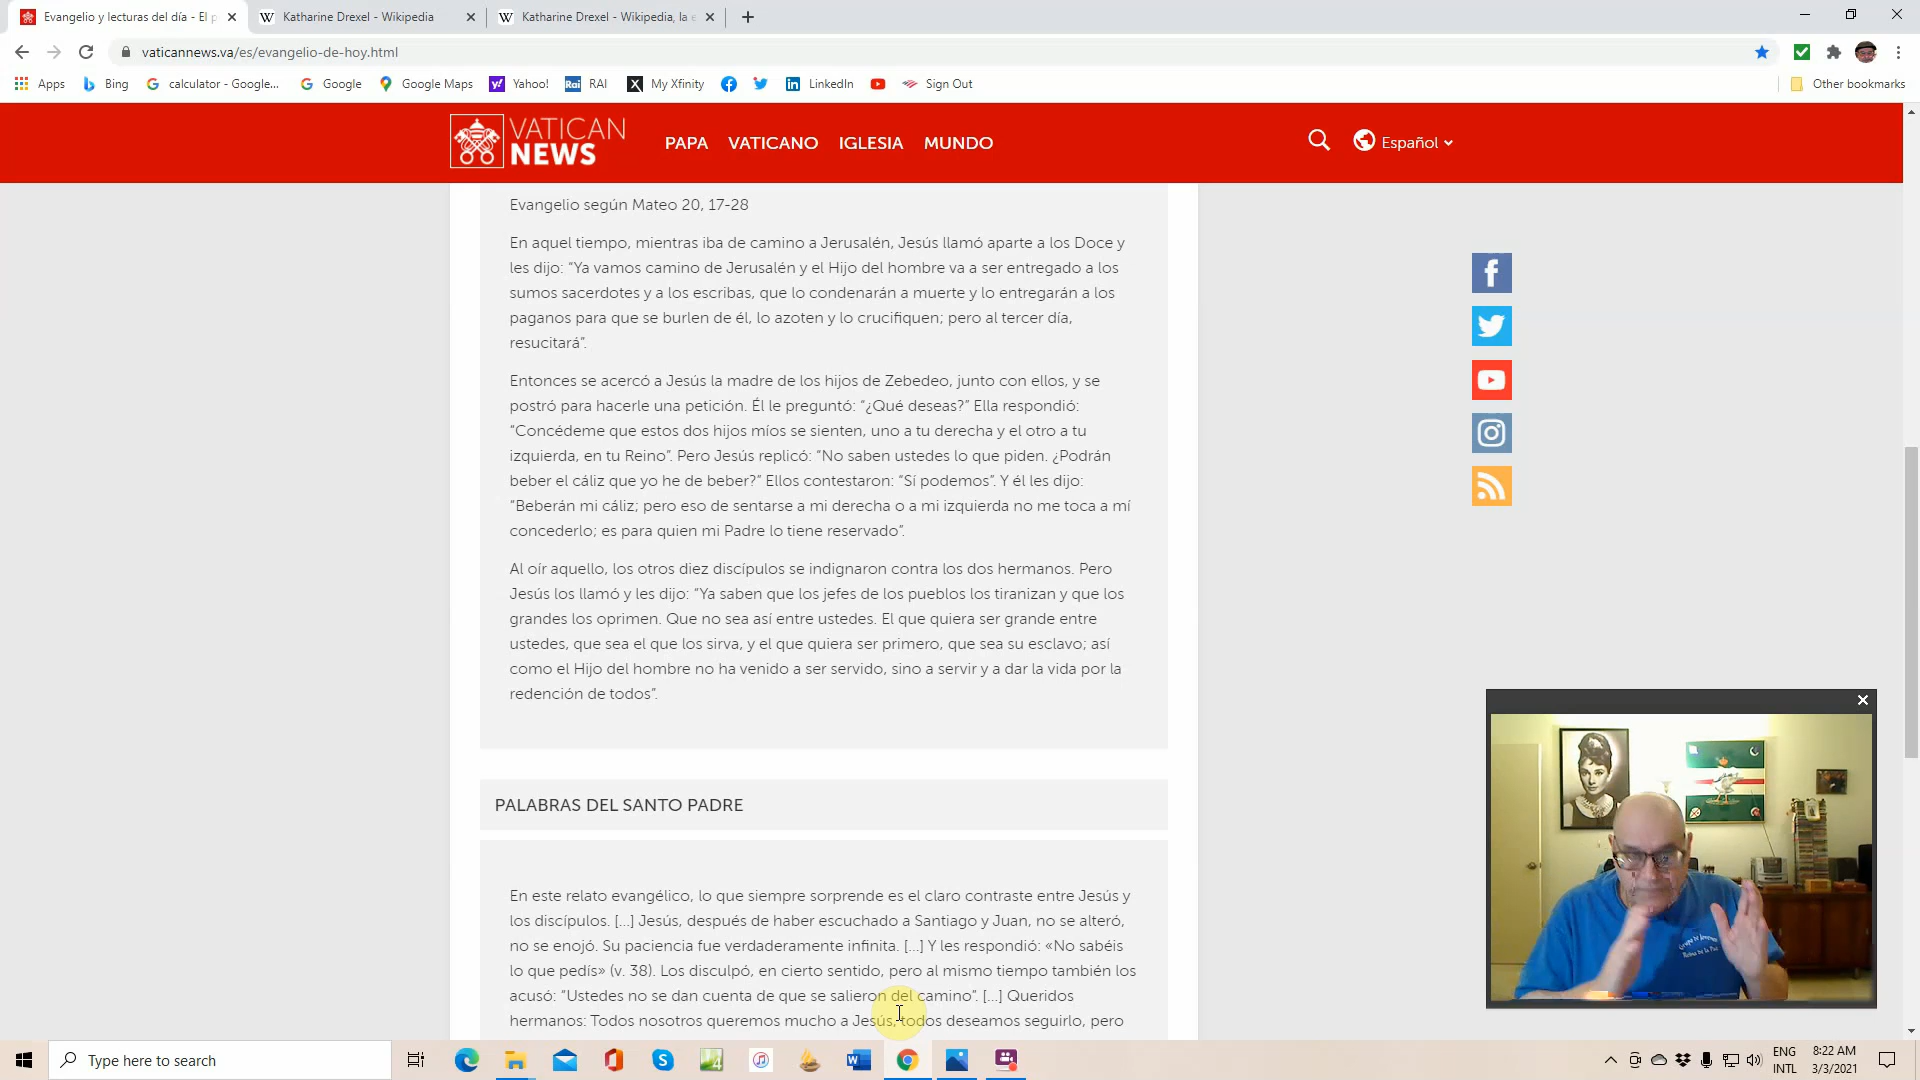 Evangelio y lecturas del día - El p
Katharine Drexel - Wikipedia
Katharine Drexel - Wikipedia, la e
vaticannews.va/es/evangelio-de-hoy.html
Apps
Bing
calculator - Google...
Google
Google Maps
Yahoo!
RAI
My Xfinity
LinkedIn
Sign Out
Other bookmarks
VATICAN
NEWS
PAPA
VATICANO
IGLESIA
MUNDO
Español
Evangelio según Mateo 20, 17-28
En aquel tiempo, mientras iba de camino a Jerusalén, Jesús llamó aparte a los Doce y
les dijo: “Ya vamos camino de Jerusalén y el Hijo del hombre va a ser entregado a los
sumos sacerdotes y a los escribas, que lo condenarán a muerte y lo entregarán a los
paganos para que se burlen de él, lo azoten y lo crucifiquen; pero al tercer día,
resucitará”.
Entonces se acercó a Jesús la madre de los hijos de Zebedeo, junto con ellos, y se
postró para hacerle una petición. Él le preguntó: “¿Qué deseas?” Ella respondió:
“Concédeme que estos dos hijos míos se sienten, uno a tu derecha y el otro a tu
izquierda, en tu Reino”. Pero Jesús replicó: “No saben ustedes lo que piden. ¿Podrán
beber el cáliz que yo he de beber?” Ellos contestaron: “Sí podemos”. Y él les dijo:
“Beberán mi cáliz; pero eso de sentarse a mi derecha o a mi izquierda no me toca a mí
concederlo; es para quien mi Padre lo tiene reservado”.
Al oír aquello, los otros diez discípulos se indignaron contra los dos hermanos. Pero
Jesús los llamó y les dijo: “Ya saben que los jefes de los pueblos los tiranizan y que los
grandes los oprimen. Que no sea así entre ustedes. El que quiera ser grande entre
ustedes, que sea el que los sirva, y el que quiera ser primero, que sea su esclavo; así
como el Hijo del hombre no ha venido a ser servido, sino a servir y a dar la vida por la
redención de todos”.
PALABRAS DEL SANTO PADRE
En este relato evangélico, lo que siempre sorprende es el claro contraste entre Jesús y
los discípulos. [...] Jesús, después de haber escuchado a Santiago y Juan, no se alteró,
no se enojó. Su paciencia fue verdaderamente infinita. [...] Y les respondió: «No sabéis
lo que pedís» (v. 38). Los disculpó, en cierto sentido, pero al mismo tiempo también los
acusó: “Ustedes no se dan cuenta de que se salieron del camino”. [...] Queridos
hermanos: Todos nosotros queremos mucho a Jesús, todos deseamos seguirlo, pero
Grupo de Jovenes
Reina de la Paz
Type here to search
ENG
INTL
8:22 AM
3/3/2021